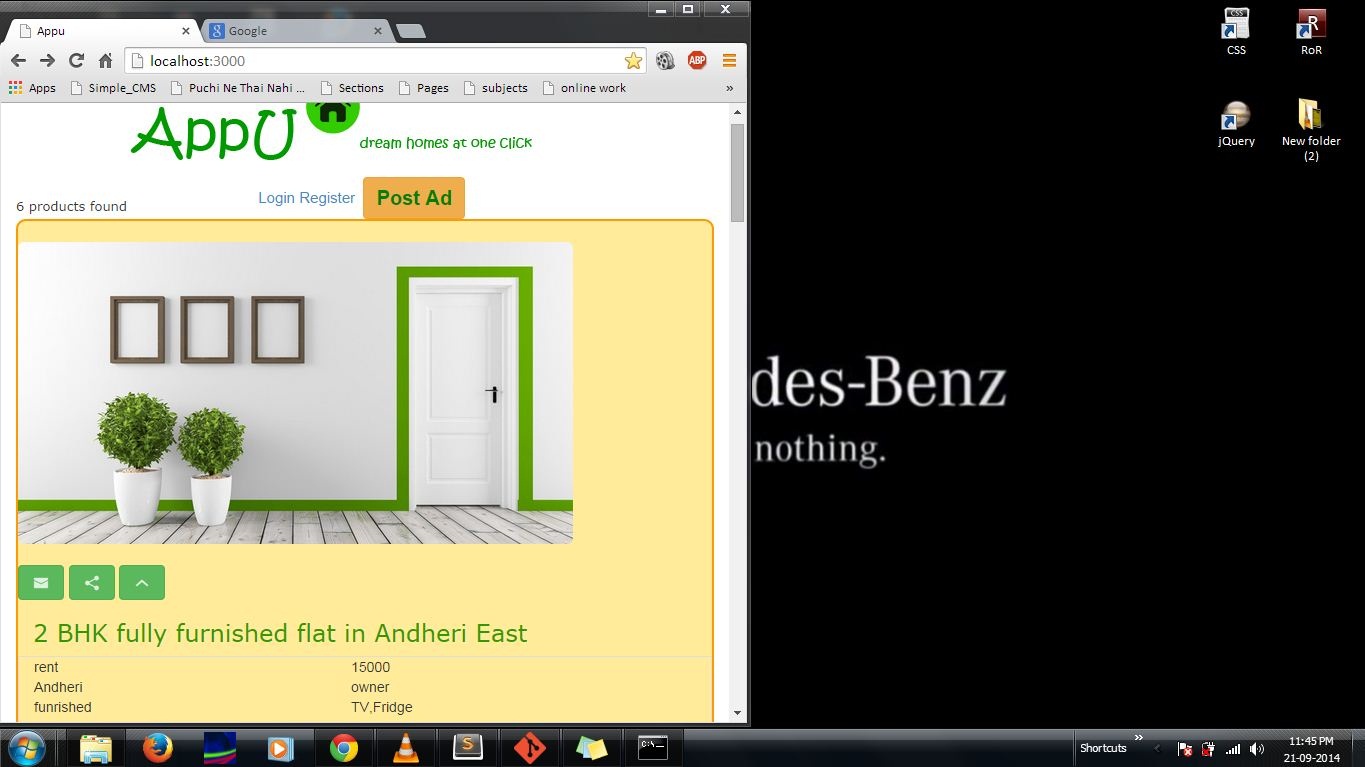 Appu
Google
localhost:3000
ABP
Apps
Simple_CMS
Puchi Ne Thai Nahi ...
Sections
Pages
subjects
online work
»
AppU
dream homes at one click
6 products found
Login Register
Post Ad
2 BHK fully furnished flat in Andheri East
rent 15000
Andheri owner
funrished TV,Fridge
CSS
CSS
R
RoR
jQuery
New folder
(2)
des-Benz
nothing.
S
C:\_
Shortcuts
»
11:45 PM
21-09-2014